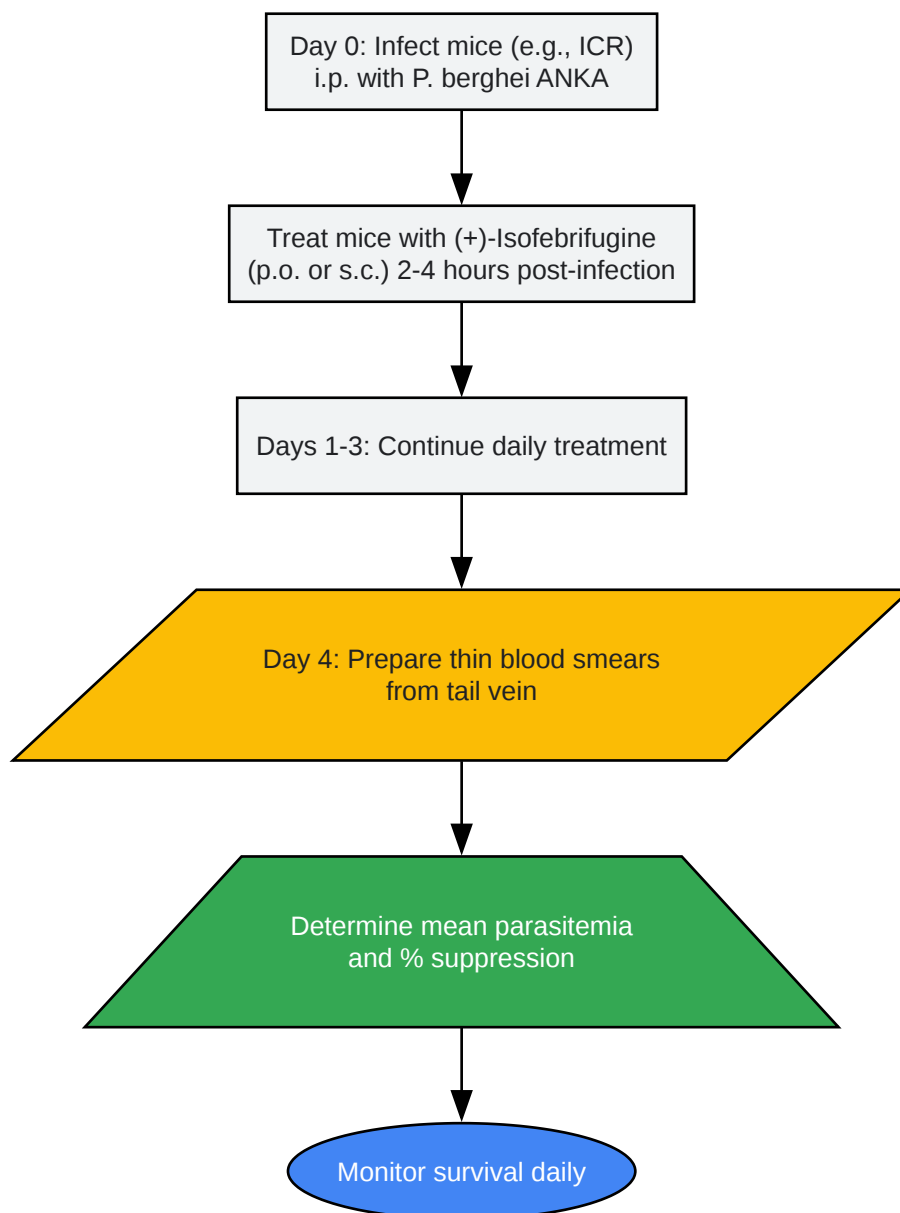 Day 0: Infect mice (e.g., ICR)
i.p. with P. berghei ANKA
Treat mice with (+)-Isofebrifugine
(p.o. or s.c.) 2-4 hours post-infection
Days 1-3: Continue daily treatment
Day 4: Prepare thin blood smears
from tail vein
Determine mean parasitemia
and % suppression
Monitor survival daily